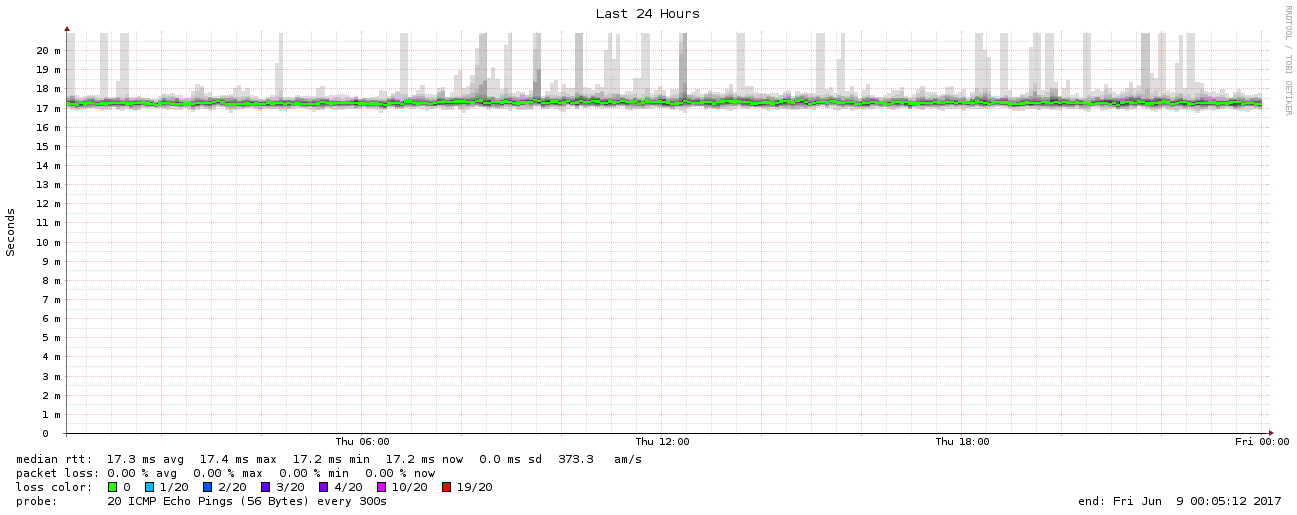 Last 24 Hours
RRDTOOL / TOBI OETIKER
Seconds
20 m
19 m
18 m
17 m
16 m
15 m
14 m
13 m
12 m
11 m
10 m
9 m
8 m
7 m
6 m
5 m
4 m
3 m
2 m
1 m
0
Thu 06:00 Thu 12:00 Thu 18:00 Fri 00:00
median rtt: 17.3 ms avg 17.4 ms max 17.2 ms min 17.2 ms now 0.0 ms sd 373.3 am/s
packet loss: 0.00 % avg 0.00 % max 0.00 % min 0.00 % now
loss color: 0 1/20 2/20 3/20 4/20 10/20 19/20
probe: 20 ICMP Echo Pings (56 Bytes) every 300s end: Fri Jun 9 00:05:12 2017